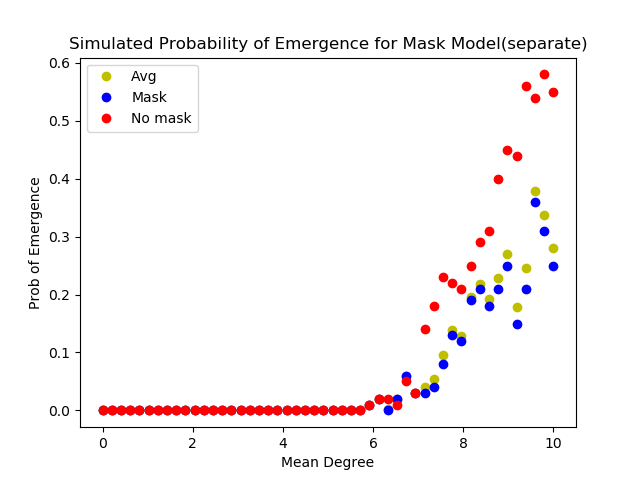 Simulated Probability of Emergence for Mask Model(separate)
Avg
Mask
No mask
Prob of Emergence
0.6
0.5
0.4
0.3
0.2
0.1
0.0
0 2 4 6 8 10
Mean Degree